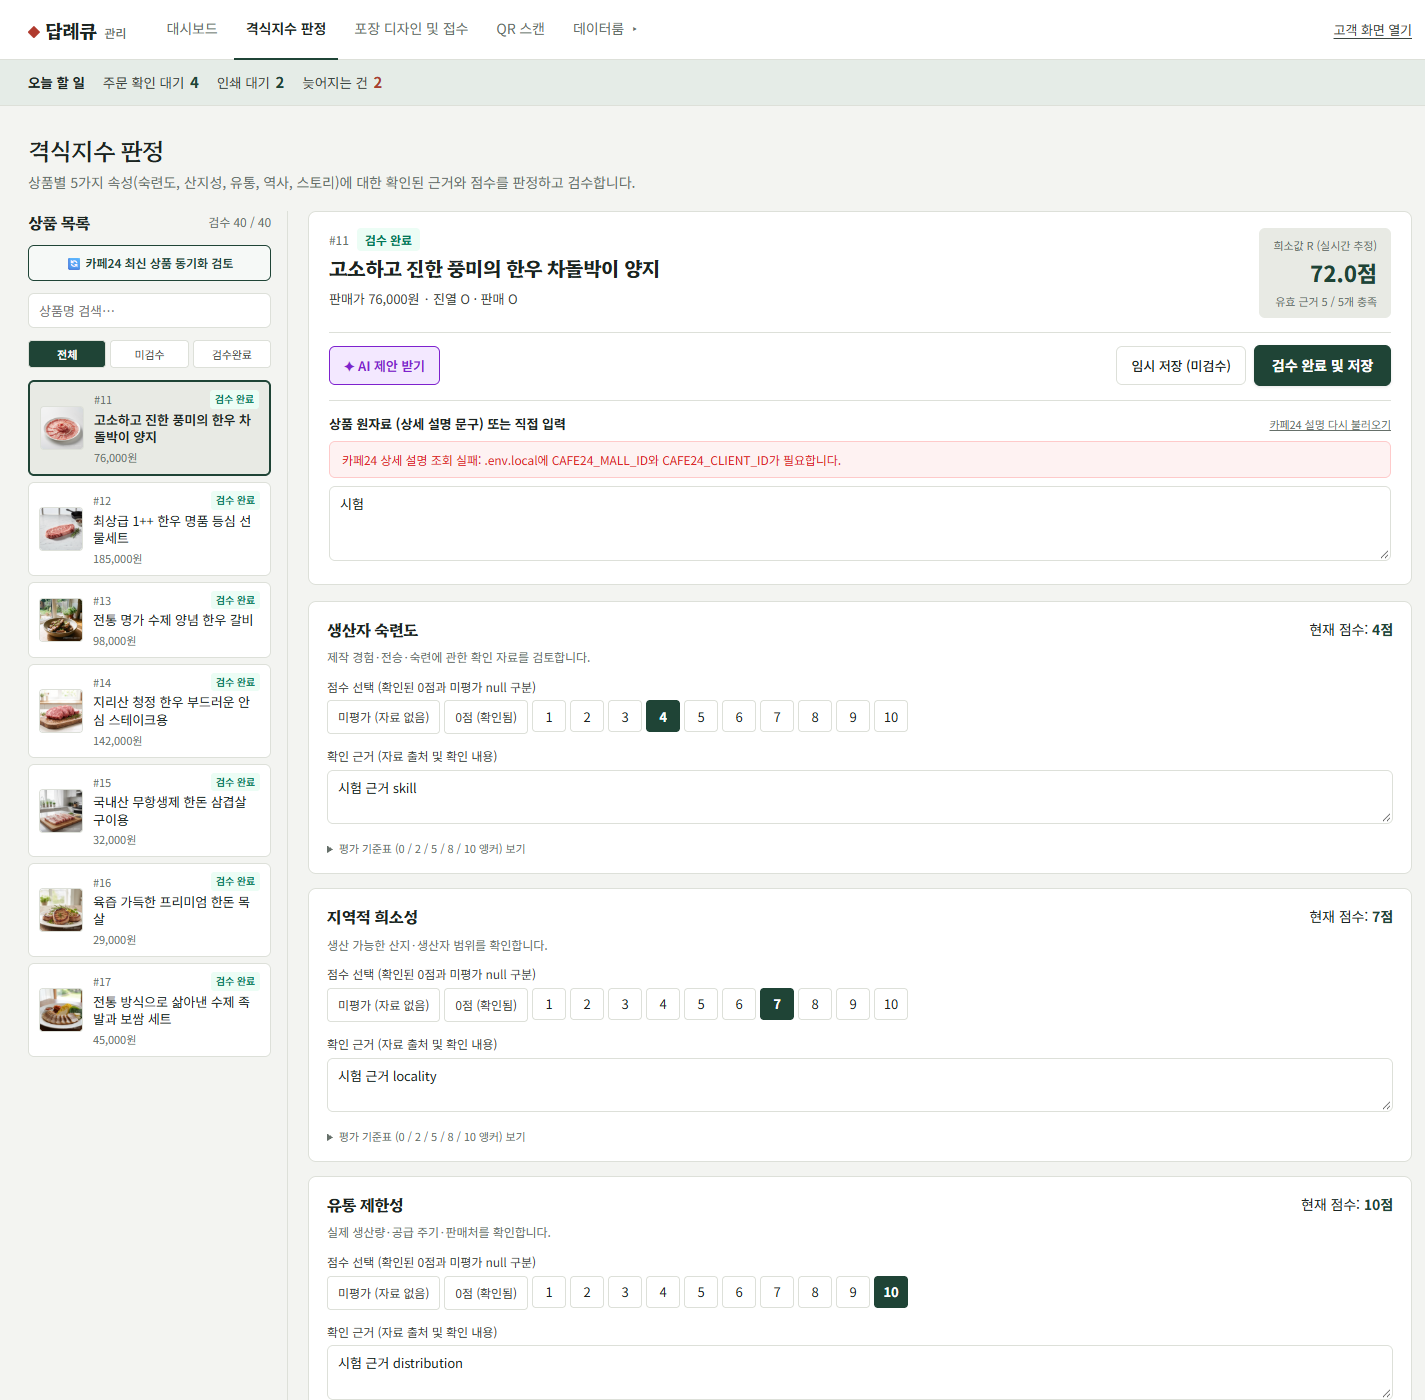 답례큐 관리
대시보드
격식지수 판정
포장 디자인 및 접수
QR 스캔
데이터룸
고객 화면 열기
오늘 할 일 주문 확인 대기 4 인쇄 대기 2 늦어지는 건 2
격식지수 판정
상품별 5가지 속성(숙련도, 산지성, 유통, 역사, 스토리)에 대한 확인된 근거와 점수를 판정하고 검수합니다.
상품 목록
검수 40 / 40
카페24 최신 상품 동기화 검토
상품명 검색…
전체
미검수
검수완료
#11
검수 완료
고소하고 진한 풍미의 한우 차
돌박이 양지
76,000원
#12
검수 완료
최상급 1++ 한우 명품 등심 선
물세트
185,000원
#13
검수 완료
전통 명가 수제 양념 한우 갈비
98,000원
#14
검수 완료
지리산 청정 한우 부드러운 안
심 스테이크용
142,000원
#15
검수 완료
국내산 무항생제 한돈 삼겹살
구이용
32,000원
#16
검수 완료
육즙 가득한 프리미엄 한돈 목
살
29,000원
#17
검수 완료
전통 방식으로 삶아낸 수제 족
발과 보쌈 세트
45,000원
#11 검수 완료
고소하고 진한 풍미의 한우 차돌박이 양지
판매가 76,000원 · 진열 O · 판매 O
희소값 R (실시간 추정)
72.0점
유효 근거 5 / 5개 충족
AI 제안 받기
임시 저장 (미검수)
검수 완료 및 저장
상품 원자료 (상세 설명 문구) 또는 직접 입력
카페24 설명 다시 불러오기
카페24 상세 설명 조회 실패: .env.local에 CAFE24_MALL_ID와 CAFE24_CLIENT_ID가 필요합니다.
시험
생산자 숙련도
현재 점수: 4점
제작 경험·전승·숙련에 관한 확인 자료를 검토합니다.
점수 선택 (확인된 0점과 미평가 null 구분)
미평가 (자료 없음) 0점 (확인됨) 1 2 3 4 5 6 7 8 9 10
확인 근거 (자료 출처 및 확인 내용)
시험 근거 skill
▶ 평가 기준표 (0 / 2 / 5 / 8 / 10 앵커) 보기
지역적 희소성
현재 점수: 7점
생산 가능한 산지·생산자 범위를 확인합니다.
점수 선택 (확인된 0점과 미평가 null 구분)
미평가 (자료 없음) 0점 (확인됨) 1 2 3 4 5 6 7 8 9 10
확인 근거 (자료 출처 및 확인 내용)
시험 근거 locality
▶ 평가 기준표 (0 / 2 / 5 / 8 / 10 앵커) 보기
유통 제한성
현재 점수: 10점
실제 생산량·공급 주기·판매처를 확인합니다.
점수 선택 (확인된 0점과 미평가 null 구분)
미평가 (자료 없음) 0점 (확인됨) 1 2 3 4 5 6 7 8 9 10
확인 근거 (자료 출처 및 확인 내용)
시험 근거 distribution